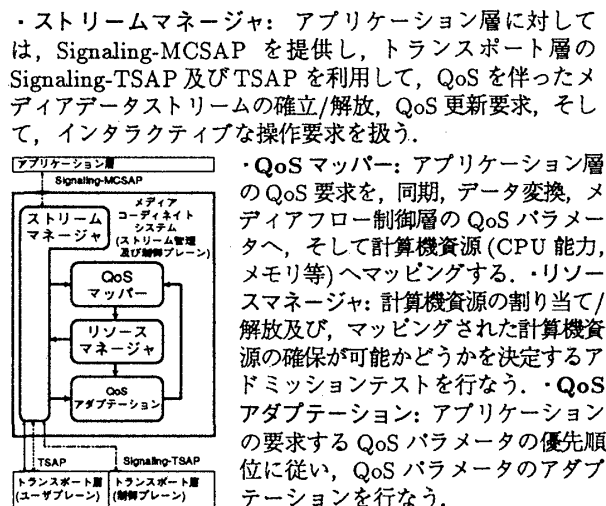 ・ストリームマネージャ: アプリケーション層に対して
は, Signaling-MCSAP を提供し, トランスポート層の
Signaling-TSAP 及び TSAP を利用して, QoS を伴ったメ
ディアデータストリームの確立/解放, QoS 更新要求, そし
て, インタラクティブな操作要求を扱う.
アプリケーション層
Signaling-MCSAP
メディア
コーディネイト
システム
(ストリーム管理
及び制御プレーン)
ストリーム
マネージャ
QoS
マッパー
リソース
マネージャ
QoS
アダプテーション
TSAP
Signaling-TSAP
トランスポート層
(ユーザプレーン)
トランスポート層
(制御プレーン)
・QoS マッパー: アプリケーション層
の QoS 要求を, 同期, データ変換, メ
ディアフロー制御層の QoS パラメー
タへ, そして計算機資源 (CPU 能力,
メモリ等) へマッピングする. ・リソー
スマネージャ: 計算機資源の割り当て/
解放及び, マッピングされた計算機資
源の確保が可能かどうかを決定するア
ドミッションテストを行なう. ・QoS
アダプテーション: アプリケーション
の要求する QoS パラメータの優先順
位に従い, QoS パラメータのアダプ
テーションを行なう.